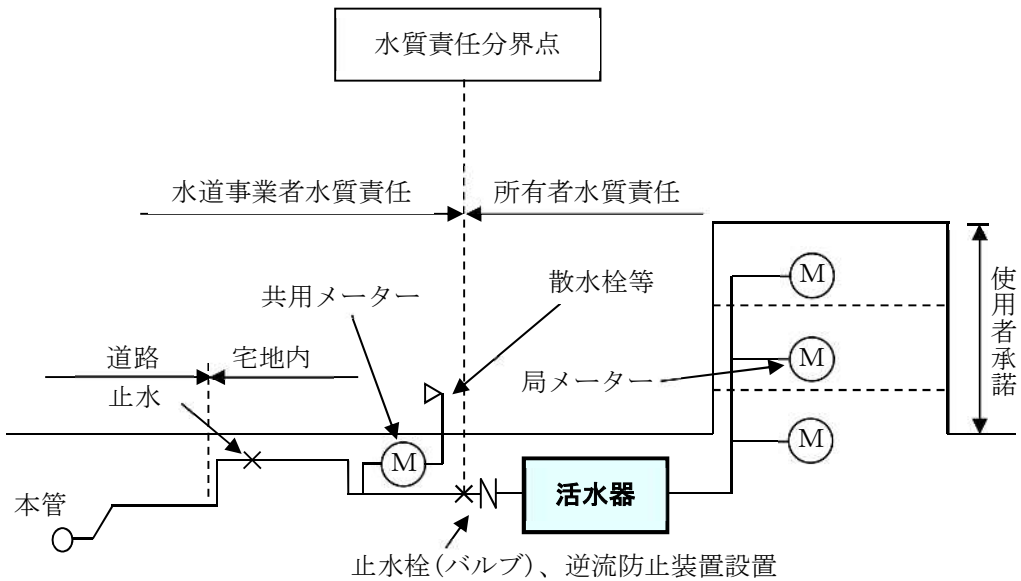 水質責任分界点
水道事業者水質責任
所有者水質責任
共用メーター
散水栓等
M
使用者承諾
道路
宅地内
止水
M
局メーター
M
M
本管
活水器
止水栓(バルブ)、逆流防止装置設置